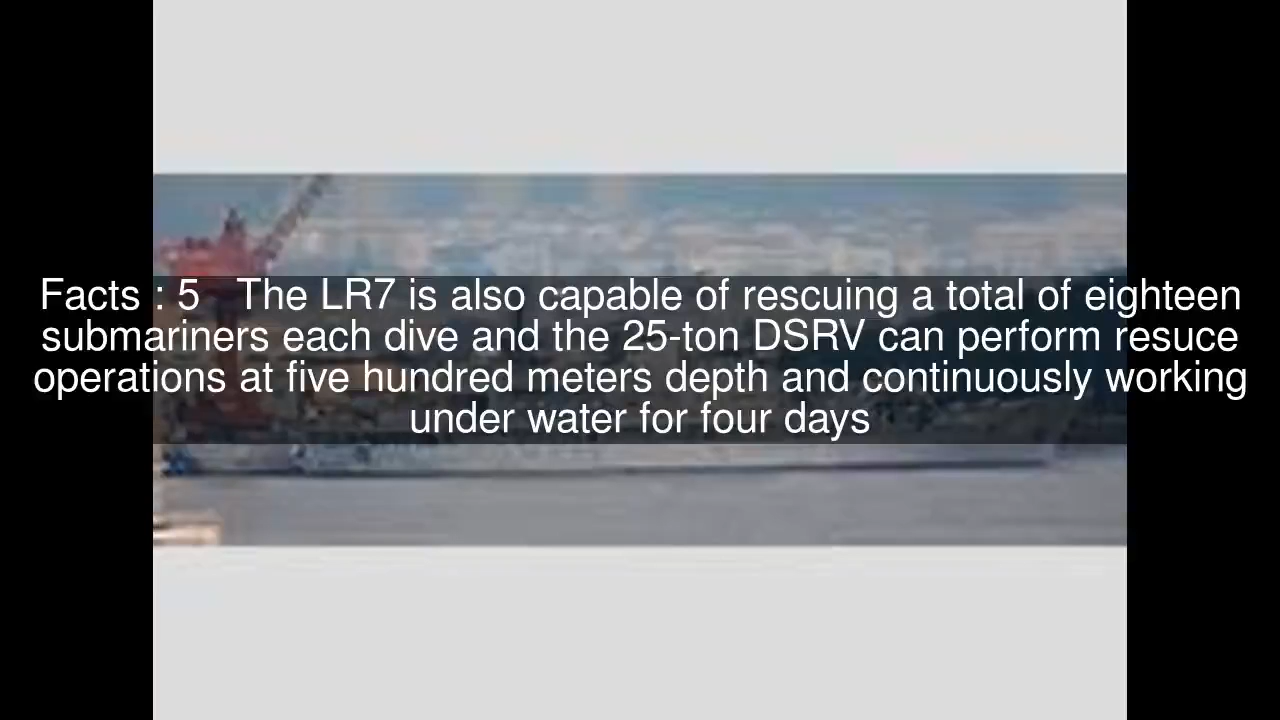 Facts : 5   The LR7 is also capable of rescuing a total of eighteen
submariners each dive and the 25-ton DSRV can perform resuce
operations at five hundred meters depth and continuously working
under water for four days